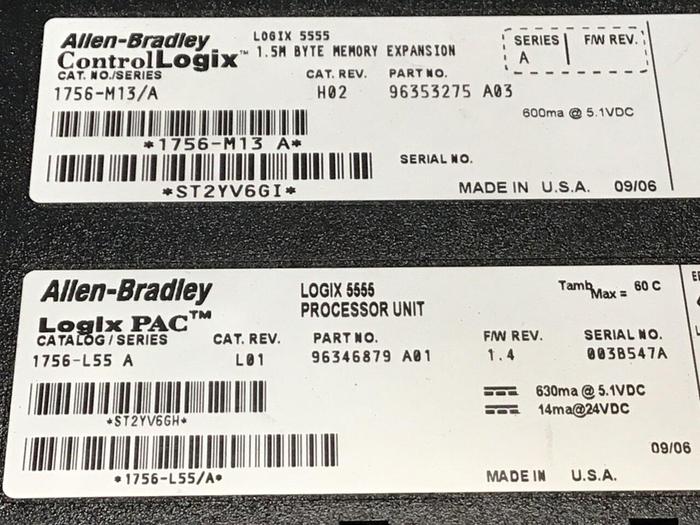 Allen-Bradley
ControlLogix™
LOGIX 5555
1.5M BYTE MEMORY EXPANSION
SERIES
F/W REV.
A
CAT. NO./SERIES
CAT. REV.
PART NO.
1756-M13/A
H02
96353275 A03
600ma @ 5.1VDC
*1756-M13 A*
SERIAL NO.
*ST2YV6GI*
MADE IN U.S.A. 09/06
Allen-Bradley
LOGIX 5555
PROCESSOR UNIT
Tamb Max = 60 C
Logix PAC™
CATALOG/SERIES
CAT. REV.
PART NO.
F/W REV.
SERIAL NO.
1756-L55 A
L01
96346879 A01
1.4
003B547A
630ma @ 5.1VDC
*ST2YV6GH*
14ma@24VDC
09/06
*1756-L55/A*
MADE IN U.S.A.